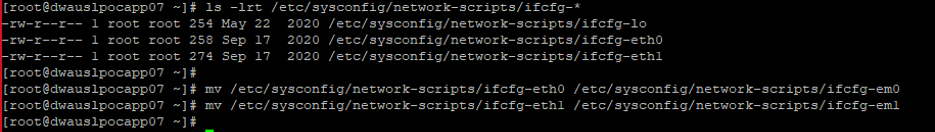 [root@dwauslpocapp07 ~]# ls -lrt /etc/sysconfig/network-scripts/ifcfg-*
-rw-r--r-- 1 root root 254 May 22  2020 /etc/sysconfig/network-scripts/ifcfg-lo
-rw-r--r-- 1 root root 258 Sep 17  2020 /etc/sysconfig/network-scripts/ifcfg-eth0
-rw-r--r-- 1 root root 274 Sep 17  2020 /etc/sysconfig/network-scripts/ifcfg-eth1
[root@dwauslpocapp07 ~]#
[root@dwauslpocapp07 ~]# mv /etc/sysconfig/network-scripts/ifcfg-eth0 /etc/sysconfig/network-scripts/ifcfg-em0
[root@dwauslpocapp07 ~]# mv /etc/sysconfig/network-scripts/ifcfg-eth1 /etc/sysconfig/network-scripts/ifcfg-em1
[root@dwauslpocapp07 ~]#